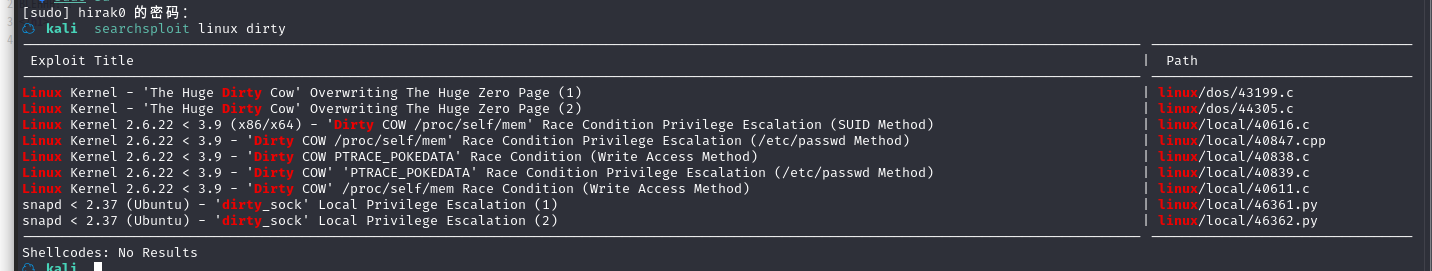 [sudo] hirak0 的密码：
kali searchsploit linux dirty
Exploit Title | Path
Linux Kernel - 'The Huge Dirty Cow' Overwriting The Huge Zero Page (1) | linux/dos/43199.c
Linux Kernel - 'The Huge Dirty Cow' Overwriting The Huge Zero Page (2) | linux/dos/44305.c
Linux Kernel 2.6.22 < 3.9 (x86/x64) - 'Dirty COW /proc/self/mem' Race Condition Privilege Escalation (SUID Method) | linux/local/40616.c
Linux Kernel 2.6.22 < 3.9 - 'Dirty COW /proc/self/mem' Race Condition Privilege Escalation (/etc/passwd Method) | linux/local/40847.cpp
Linux Kernel 2.6.22 < 3.9 - 'Dirty COW PTRACE_POKEDATA' Race Condition (Write Access Method) | linux/local/40838.c
Linux Kernel 2.6.22 < 3.9 - 'Dirty COW' 'PTRACE_POKEDATA' Race Condition Privilege Escalation (/etc/passwd Method) | linux/local/40839.c
Linux Kernel 2.6.22 < 3.9 - 'Dirty COW' /proc/self/mem Race Condition (Write Access Method) | linux/local/40611.c
snapd < 2.37 (Ubuntu) - 'dirty_sock' Local Privilege Escalation (1) | linux/local/46361.py
snapd < 2.37 (Ubuntu) - 'dirty_sock' Local Privilege Escalation (2) | linux/local/46362.py
Shellcodes: No Results
kali